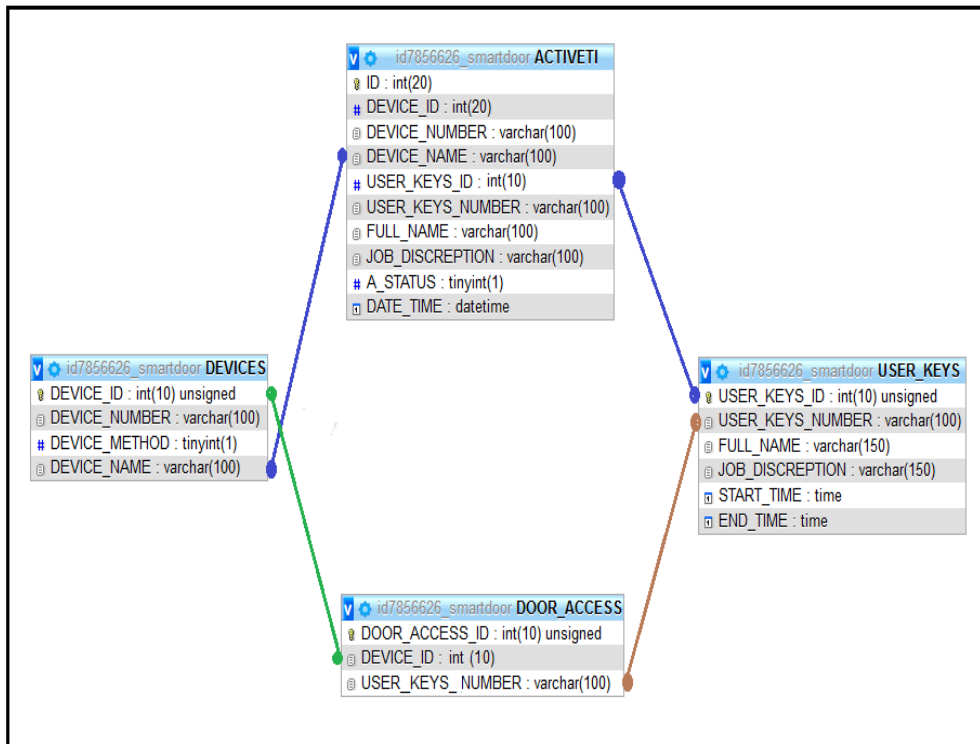 id7856626_smartdoor ACTIVETI
ID : int(20)
DEVICE_ID : int(20)
DEVICE_NUMBER : varchar(100)
DEVICE_NAME : varchar(100)
USER_KEYS_ID : int(10)
USER_KEYS_NUMBER : varchar(100)
FULL_NAME : varchar(100)
JOB_DISCREPTION : varchar(100)
A_STATUS : tinyint(1)
DATE_TIME : datetime
id7856626_smartdoor DEVICES
DEVICE_ID : int(10) unsigned
DEVICE_NUMBER : varchar(100)
DEVICE_METHOD : tinyint(1)
DEVICE_NAME : varchar(100)
id7856626_smartdoor USER_KEYS
USER_KEYS_ID : int(10) unsigned
USER_KEYS_NUMBER : varchar(100)
FULL_NAME : varchar(150)
JOB_DISCREPTION : varchar(150)
START_TIME : time
END_TIME : time
id7856626_smartdoor DOOR_ACCESS
DOOR_ACCESS_ID : int(10) unsigned
DEVICE_ID : int (10)
USER_KEYS_ NUMBER : varchar(100)